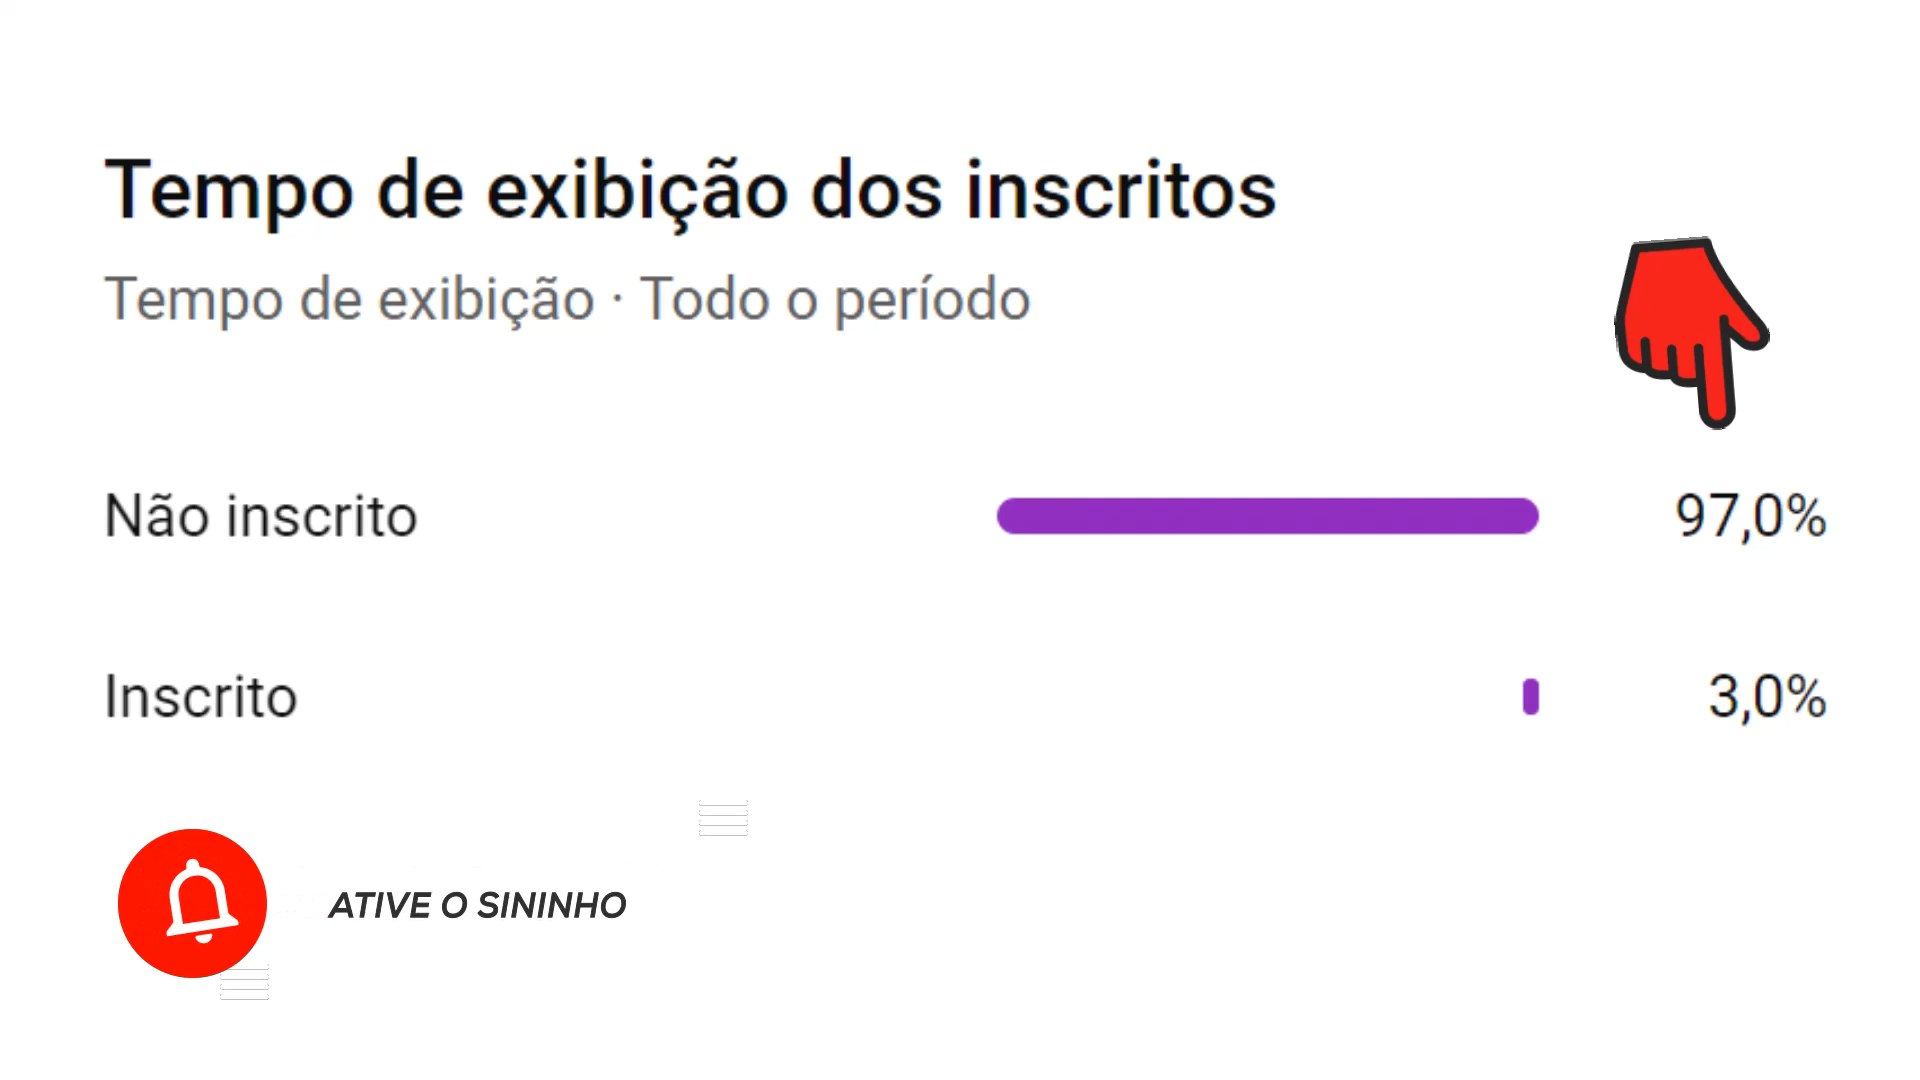 Tempo de exibição dos inscritos
Tempo de exibição · Todo o período
Não inscrito 97,0%
Inscrito 3,0%
ATIVE O SININHO